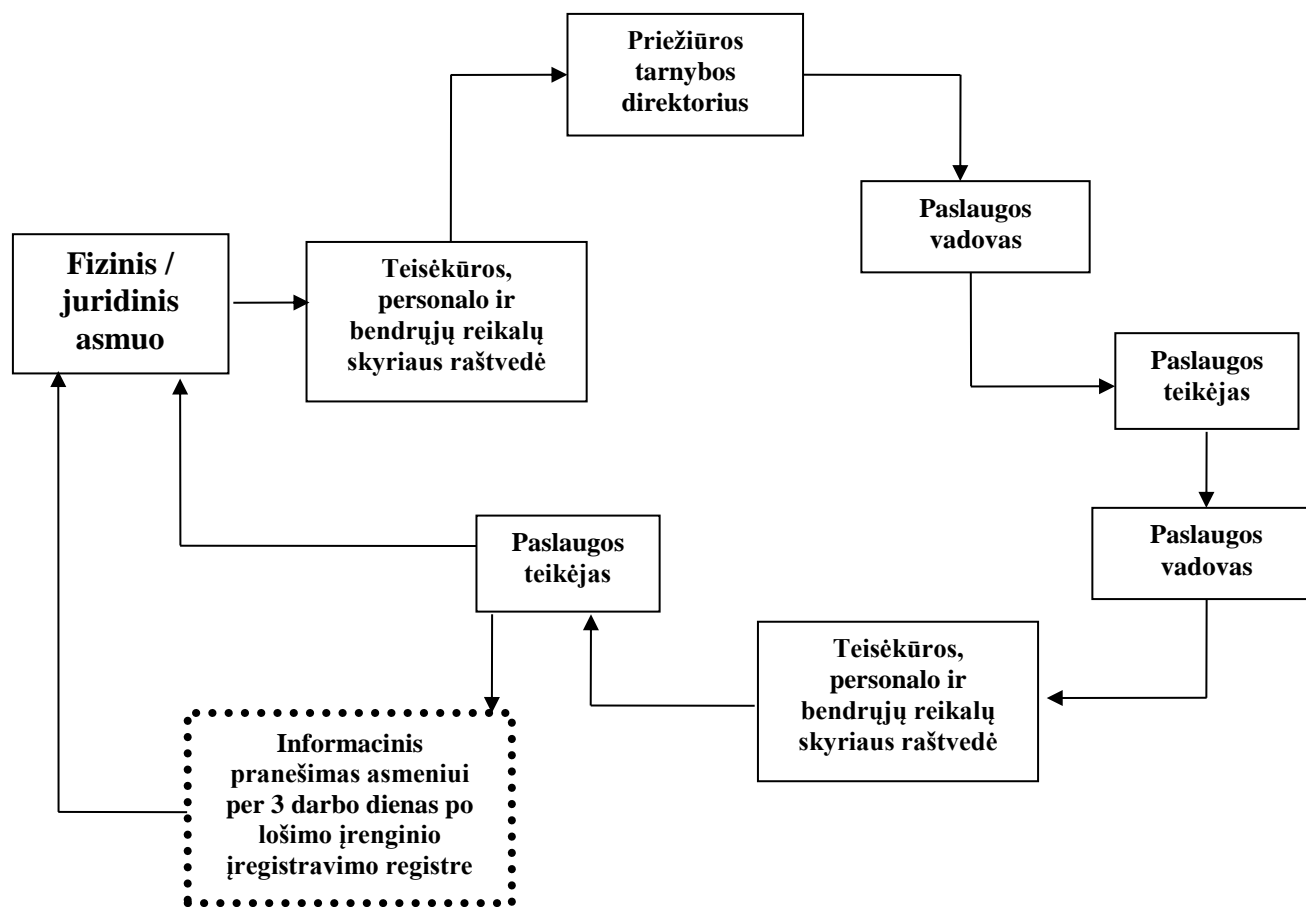 Priežiūros
tarnybos
direktorius
Paslaugos
vadovas
Fizinis /
juridinis
asmuo
Teisėkūros,
personalo ir
bendrųjų reikalų
skyriaus raštvedė
Paslaugos
teikėjas
Paslaugos
vadovas
Paslaugos
teikėjas
Teisėkūros,
personalo ir
bendrųjų reikalų
skyriaus raštvedė
Informacinis
pranešimas asmeniui
per 3 darbo dienas po
lošimo įrenginio
įregistravimo registre